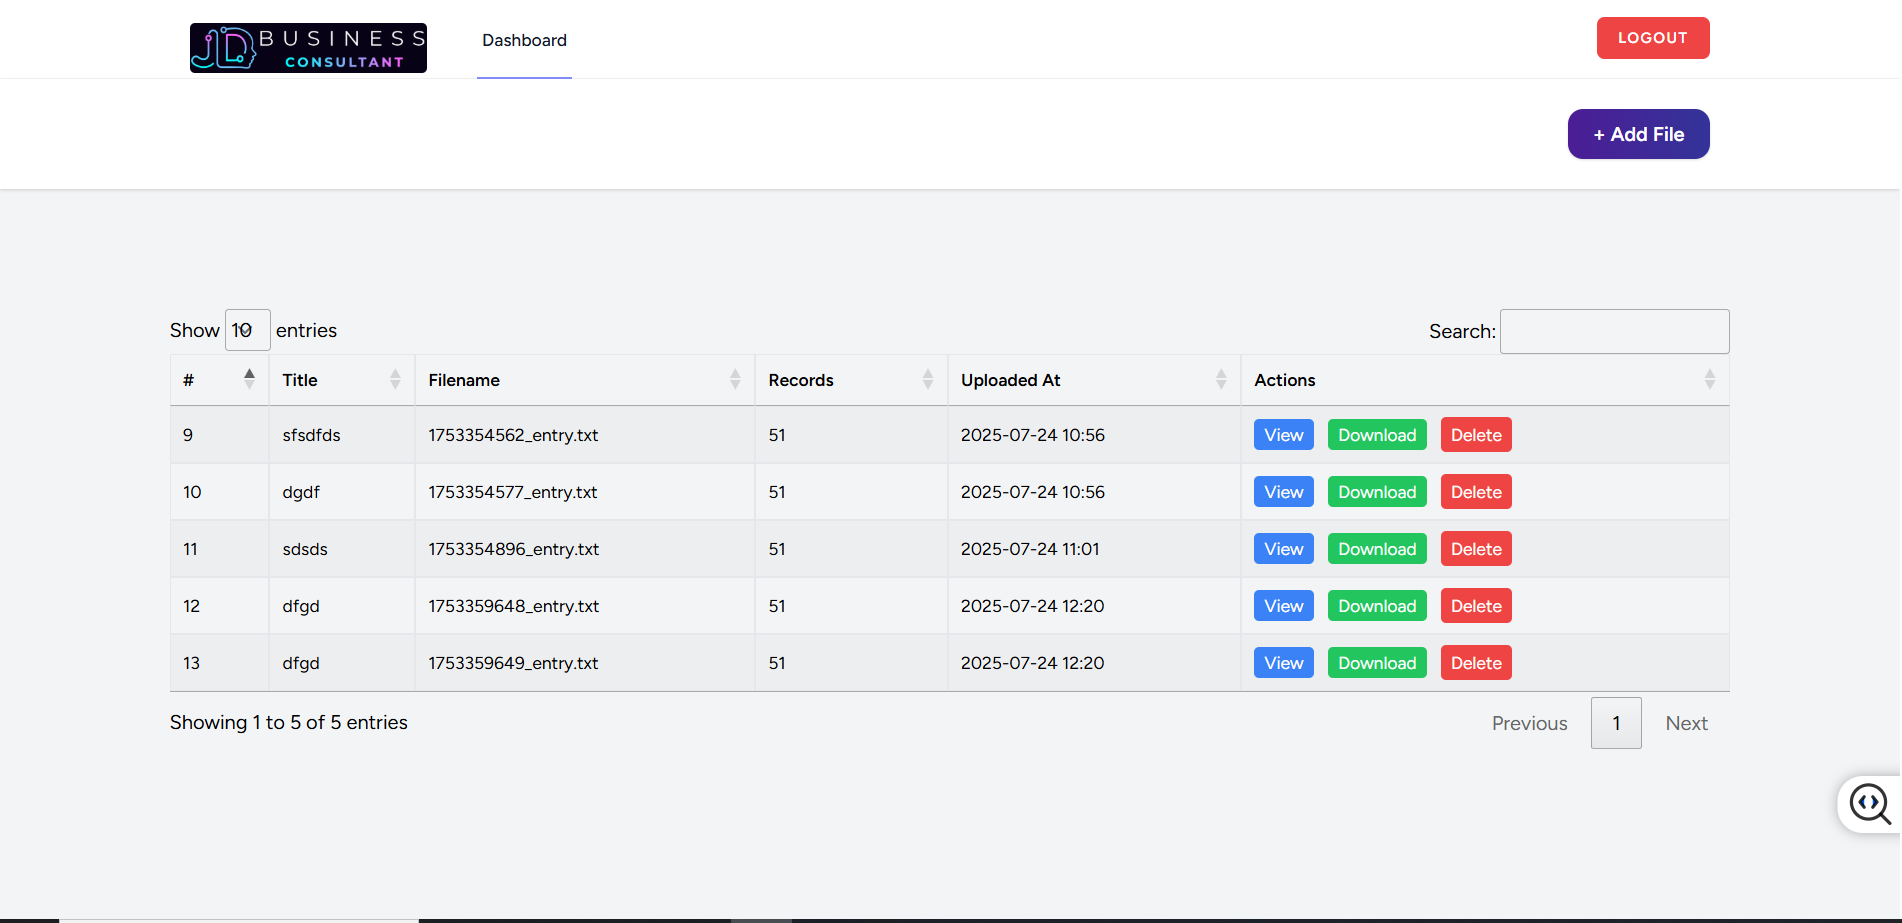 JD BUSINESS
CONSULTANT
Dashboard
LOGOUT
+ Add File
Show 10 entries
Search:
# Title Filename Records Uploaded At Actions
9 sfsdfds 1753354562_entry.txt 51 2025-07-24 10:56 View Download Delete
10 dgdf 1753354577_entry.txt 51 2025-07-24 10:56 View Download Delete
11 sdsds 1753354896_entry.txt 51 2025-07-24 11:01 View Download Delete
12 dfgd 1753359648_entry.txt 51 2025-07-24 12:20 View Download Delete
13 dfgd 1753359649_entry.txt 51 2025-07-24 12:20 View Download Delete
Showing 1 to 5 of 5 entries
Previous 1 Next